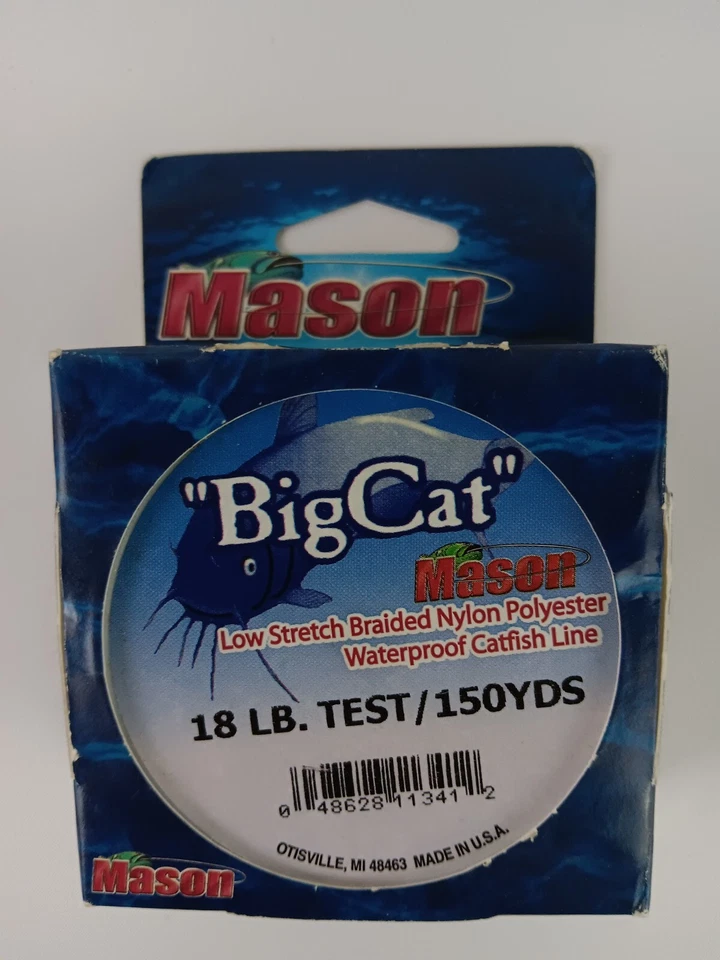 Mason
"BigCat"
Mason
Low Stretch Braided Nylon Polyester
Waterproof Catfish Line
18 LB. TEST/150YDS
0 48628 11341 2
OTISVILLE, MI 48463 MADE IN U.S.A.
Mason